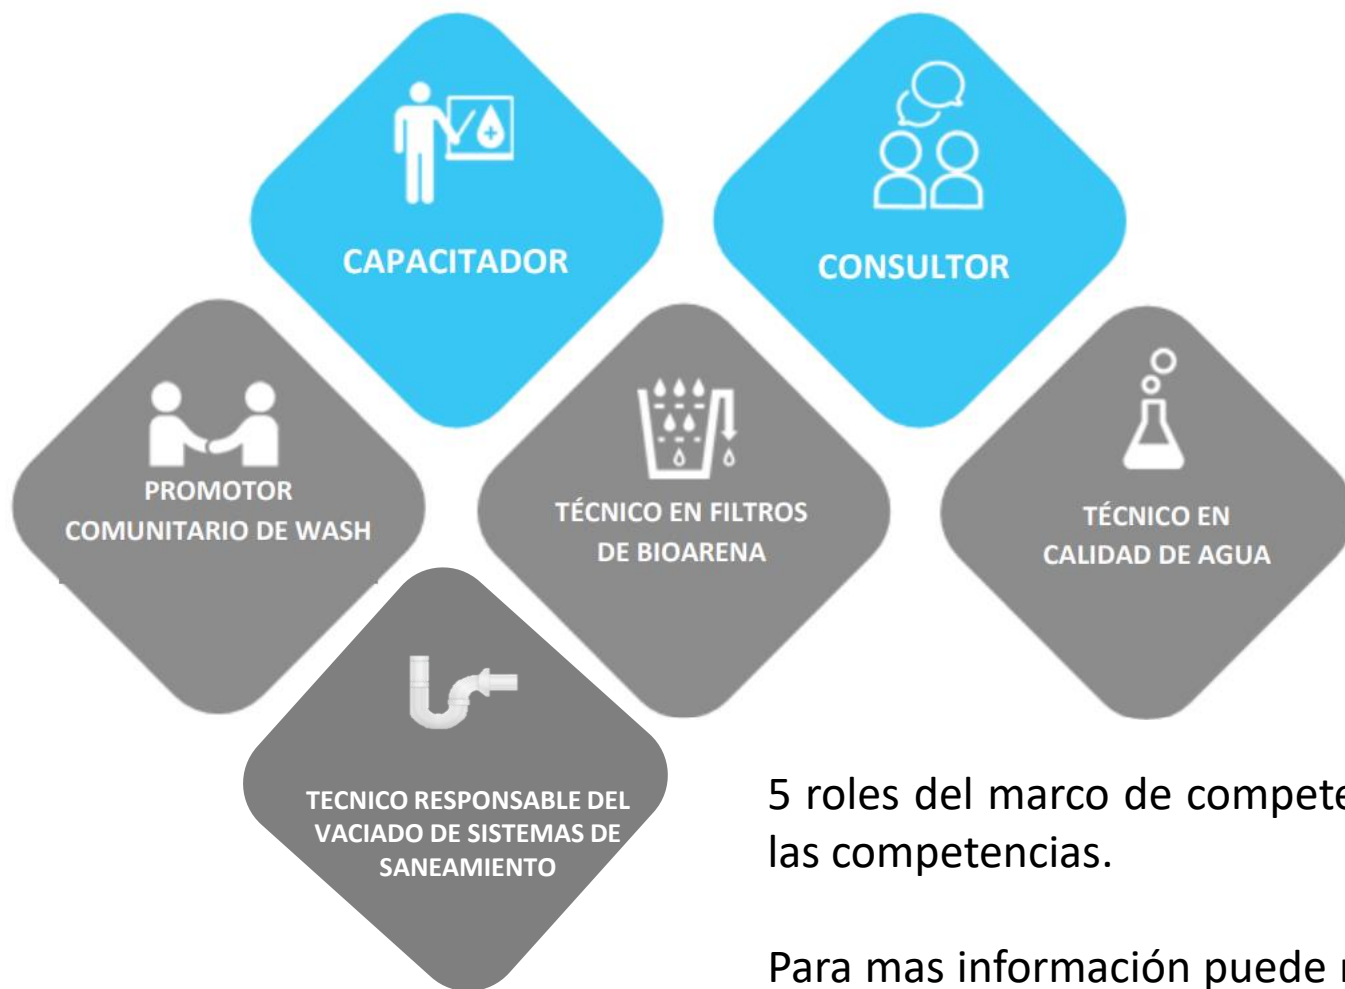 CAPACITADOR
CONSULTOR
PROMOTOR
COMUNITARIO DE WASH
TÉCNICO EN FILTROS
DE BIOARENA
TÉCNICO EN
CALIDAD DE AGUA
TECNICO RESPONSABLE DEL
VACIADO DE SISTEMAS DE
SANEAMIENTO
5 roles del marco de
las competencias.
Para mas información puede